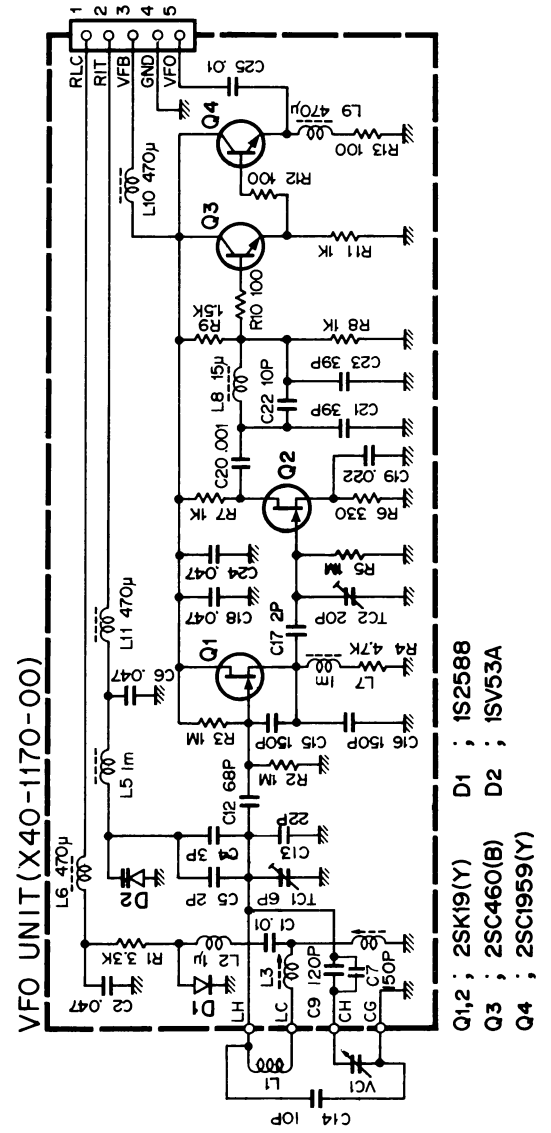 VFO UNIT (X40-1170-00)
1
2
3
4
5
RLC
RIT
VFB
GND
VFO
C25 .01
Q4
L9 470μ
R13 100
R12 100
L10 470μ
Q3
R11 1K
R10 100
R9 15K
R8 1K
L8 15μ
C22 10P
C23 39P
C21 39P
C20 .001
Q2
C19 .022
R6 330
R7 1K
R5 1M
C24 .047
C18 .047
TC2 20P
C17 2P
L11 470μ
Q1
R4 4.7K
L7 1m
C6 .047
R3 1M
C15 150P
C16 150P
R2 1M
L5 1m
C12 68P
C4 3P
C13 22P
C5 2P
TC1 6P
D2
L6 470μ
R1 3.3K
L2 1μ
C1 .01
L3
C2 .047
D1
C9 120P
C7 150P
LH
LC
CH
CG
L1
VC1
C14 10P
Q1,2 ; 2SK19(Y)
Q3 ; 2SC460(B)
Q4 ; 2SC1959(Y)
D1 ; 1S2588
D2 ; 1SV53A